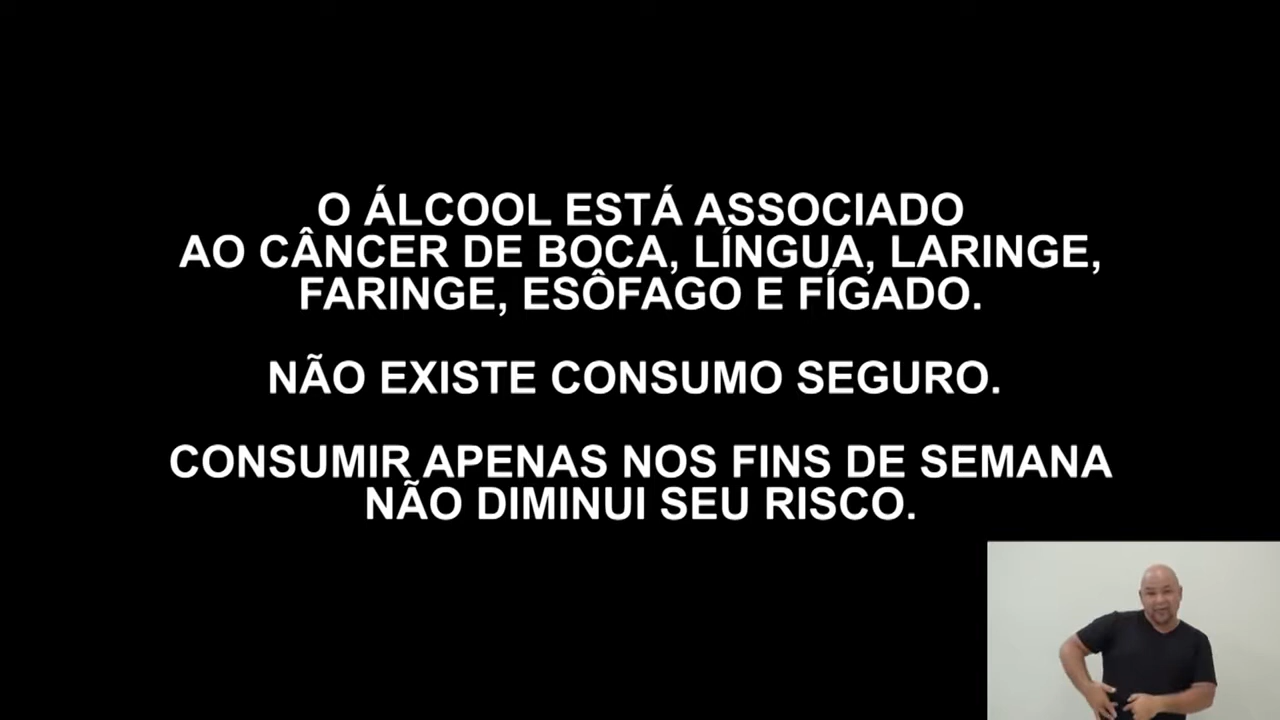 O ÁLCOOL ESTÁ ASSOCIADO
AO CÂNCER DE BOCA, LÍNGUA, LARINGE,
FARINGE, ESÔFAGO E FÍGADO.
NÃO EXISTE CONSUMO SEGURO.
CONSUMIR APENAS NOS FINS DE SEMANA
NÃO DIMINUI SEU RISCO.